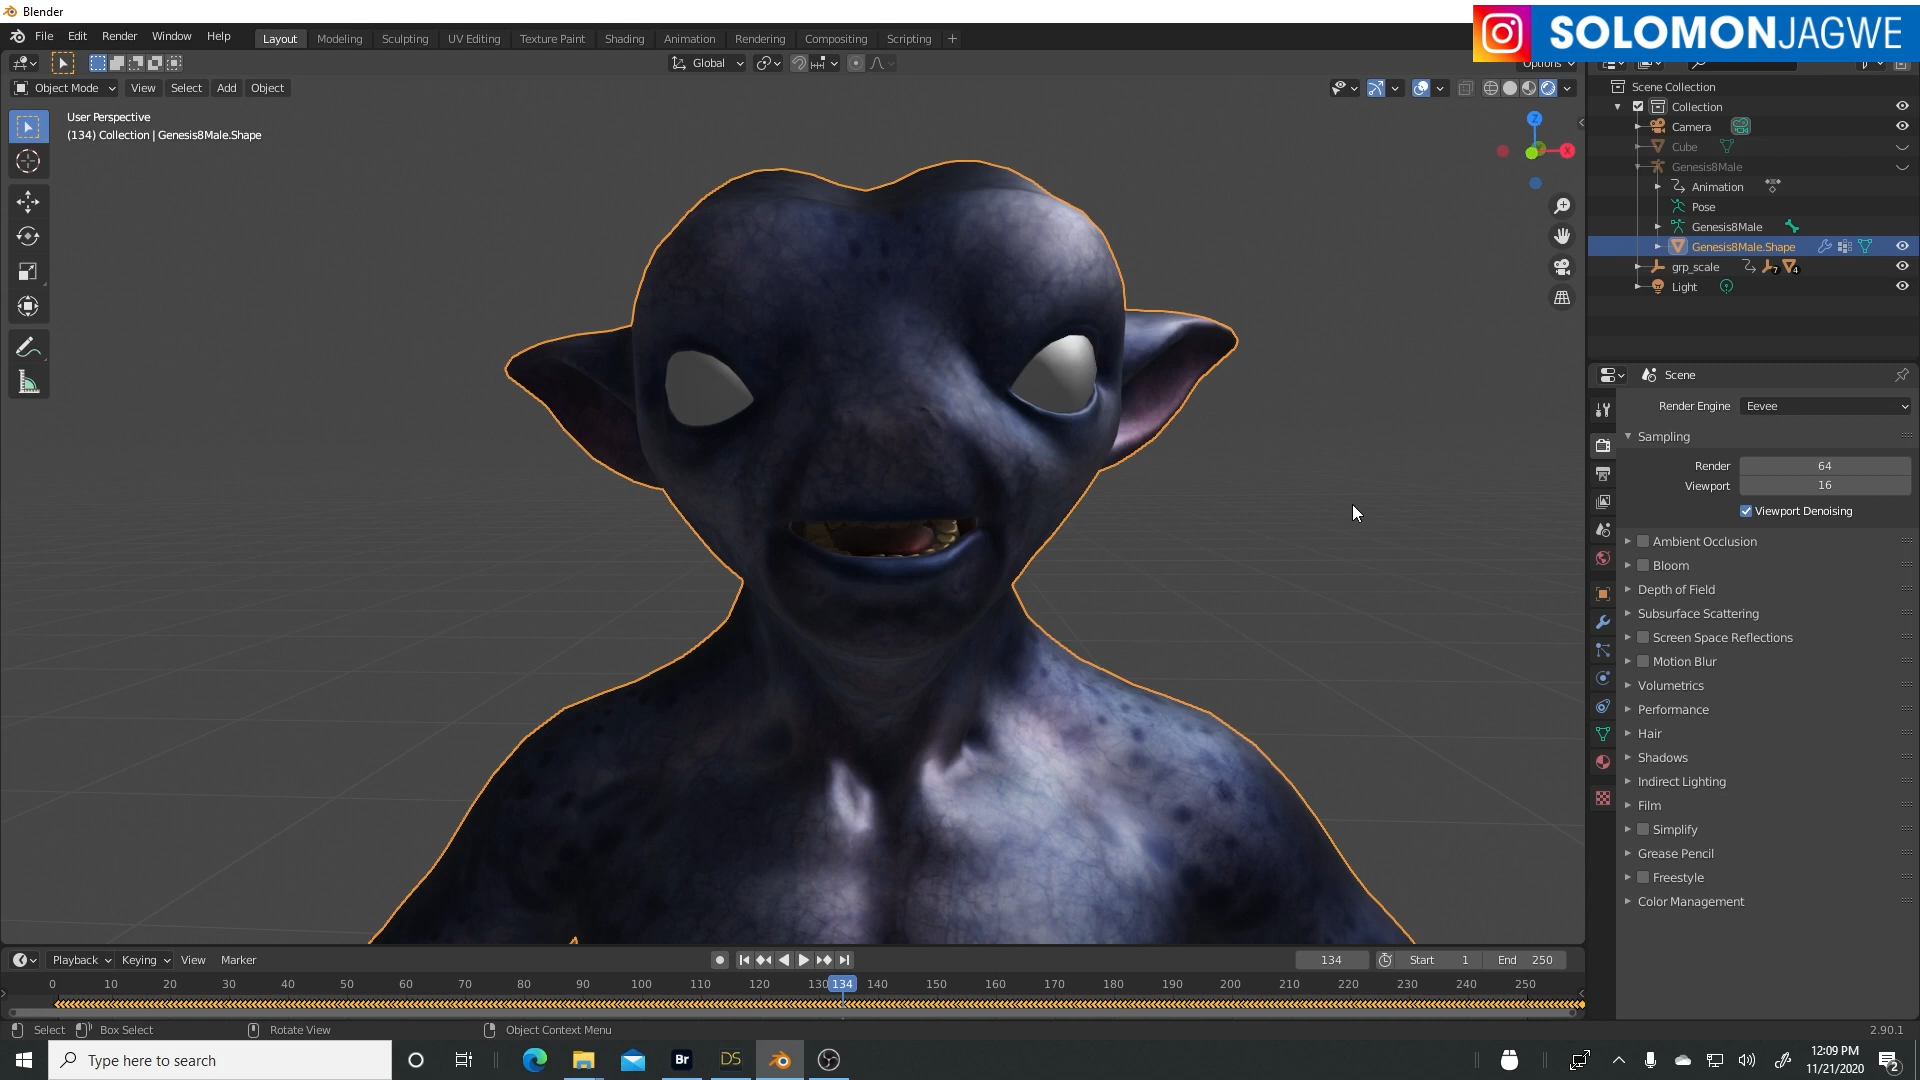 Blender
File Edit Render Window Help
Layout Modeling Sculpting UV Editing Texture Paint Shading Animation Rendering Compositing Scripting +
SOLOMONJAGWE
Global
Options
Object Mode View Select Add Object
User Perspective
(134) Collection | Genesis8Male.Shape
Z
X
Scene Collection
Collection
Camera
Cube
Genesis8Male
Animation
Pose
Genesis8Male
Genesis8Male.Shape
grp_scale 7 4
Light
Scene
Render Engine Eevee
Sampling
Render 64
Viewport 16
Viewport Denoising
Ambient Occlusion
Bloom
Depth of Field
Subsurface Scattering
Screen Space Reflections
Motion Blur
Volumetrics
Performance
Hair
Shadows
Indirect Lighting
Film
Simplify
Grease Pencil
Freestyle
Color Management
Playback Keying View Marker
134 Start 1 End 250
0 10 20 30 40 50 60 70 80 90 100 110 120 130 134 140 150 160 170 180 190 200 210 220 230 240 250
Select Box Select Rotate View Object Context Menu 2.90.1
Type here to search
Br DS
12:09 PM
11/21/2020
2